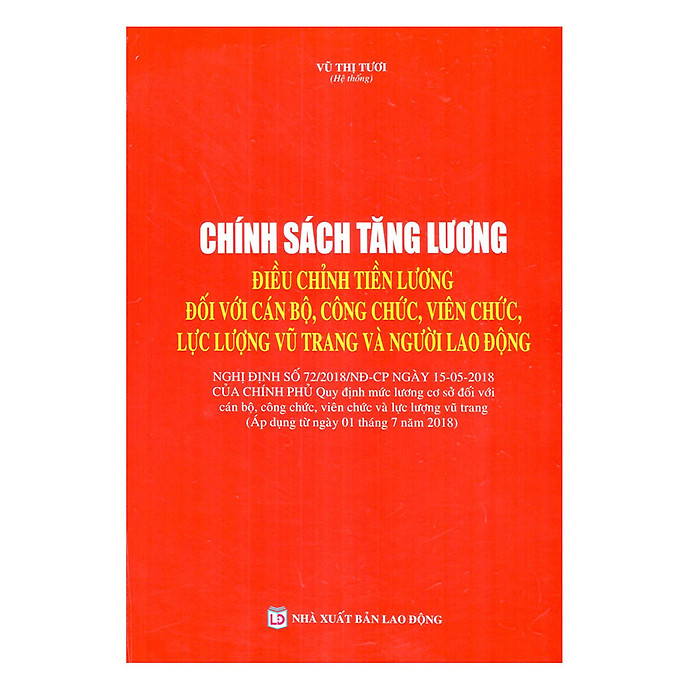 VŨ THỊ TƯƠI
(Hệ thống)
CHÍNH SÁCH TĂNG LƯƠNG
ĐIỀU CHỈNH TIỀN LƯƠNG
ĐỐI VỚI CÁN BỘ, CÔNG CHỨC, VIÊN CHỨC,
LỰC LƯỢNG VŨ TRANG VÀ NGƯỜI LAO ĐỘNG
NGHỊ ĐỊNH SỐ 72/2018/NĐ-CP NGÀY 15-05-2018
CỦA CHÍNH PHỦ Quy định mức lương cơ sở đối với
cán bộ, công chức, viên chức và lực lượng vũ trang
(Áp dụng từ ngày 01 tháng 7 năm 2018)
LĐ NHÀ XUẤT BẢN LAO ĐỘNG